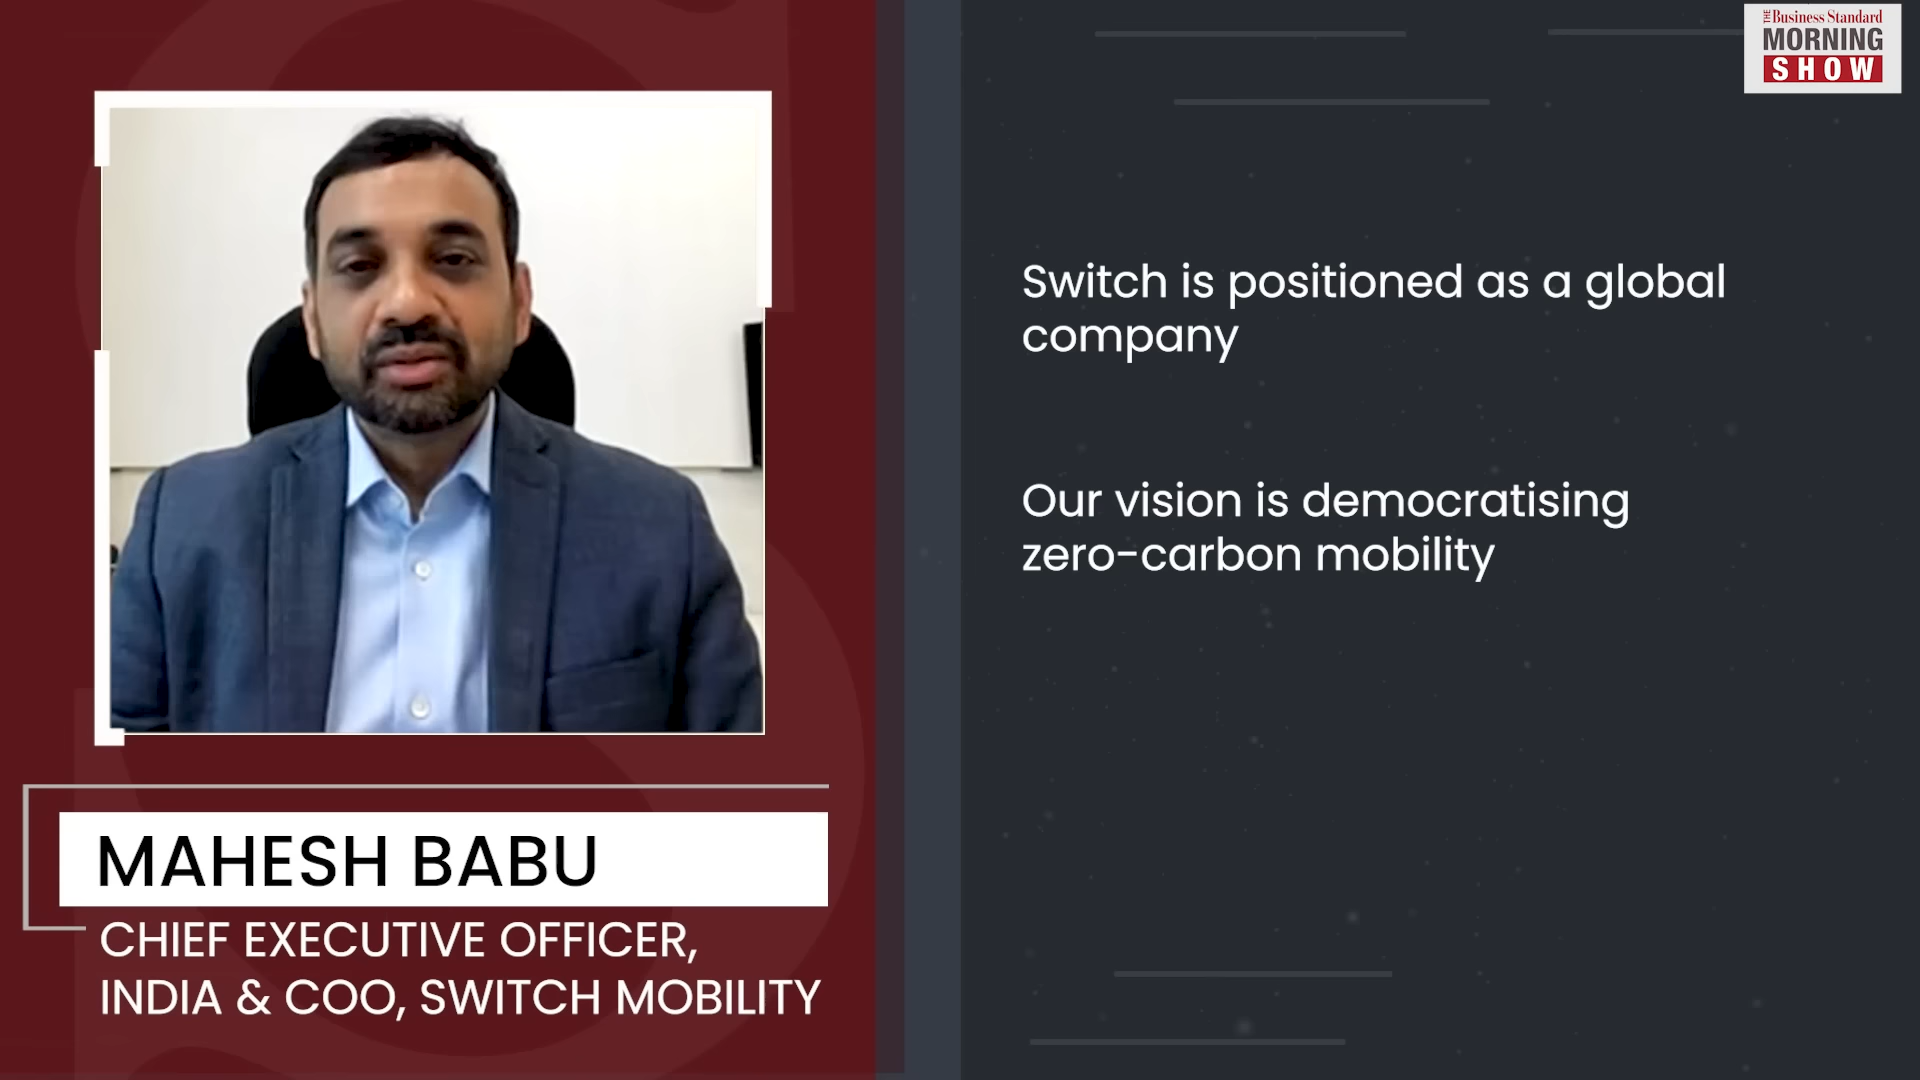 THE Business Standard
MORNING
SHOW
Switch is positioned as a global
company
Our vision is democratising
zero-carbon mobility
MAHESH BABU
CHIEF EXECUTIVE OFFICER,
INDIA & COO, SWITCH MOBILITY